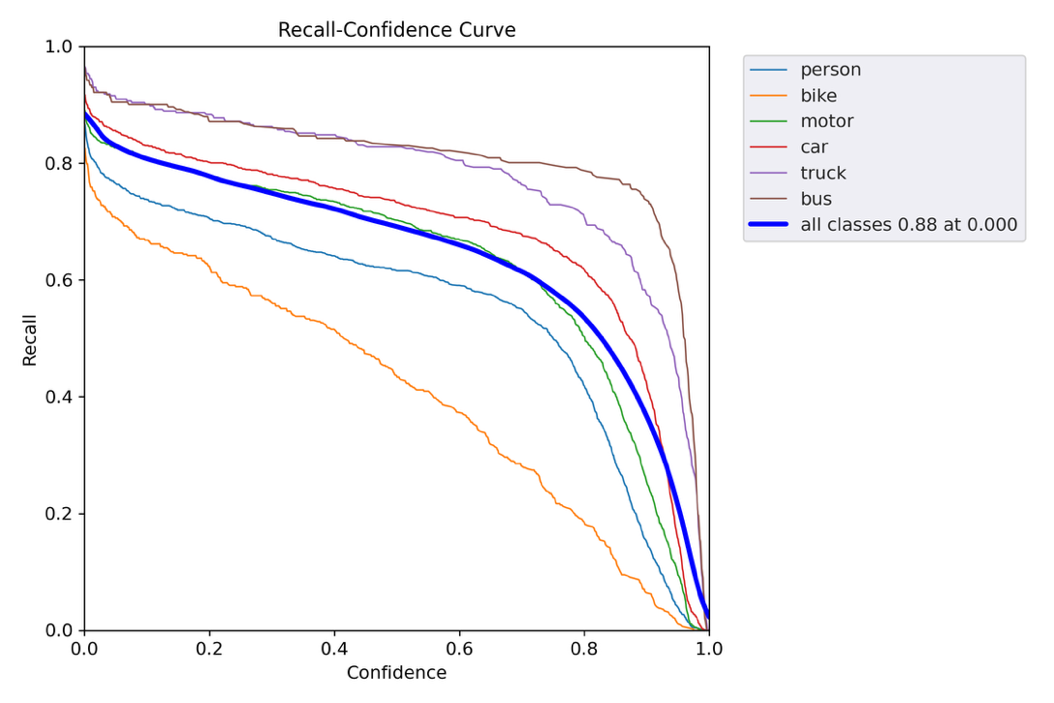 Recall-Confidence Curve
1.0
0.8
0.6
0.4
0.2
0.0
Recall
0.0 0.2 0.4 0.6 0.8 1.0
Confidence
person
bike
motor
car
truck
bus
all classes 0.88 at 0.000